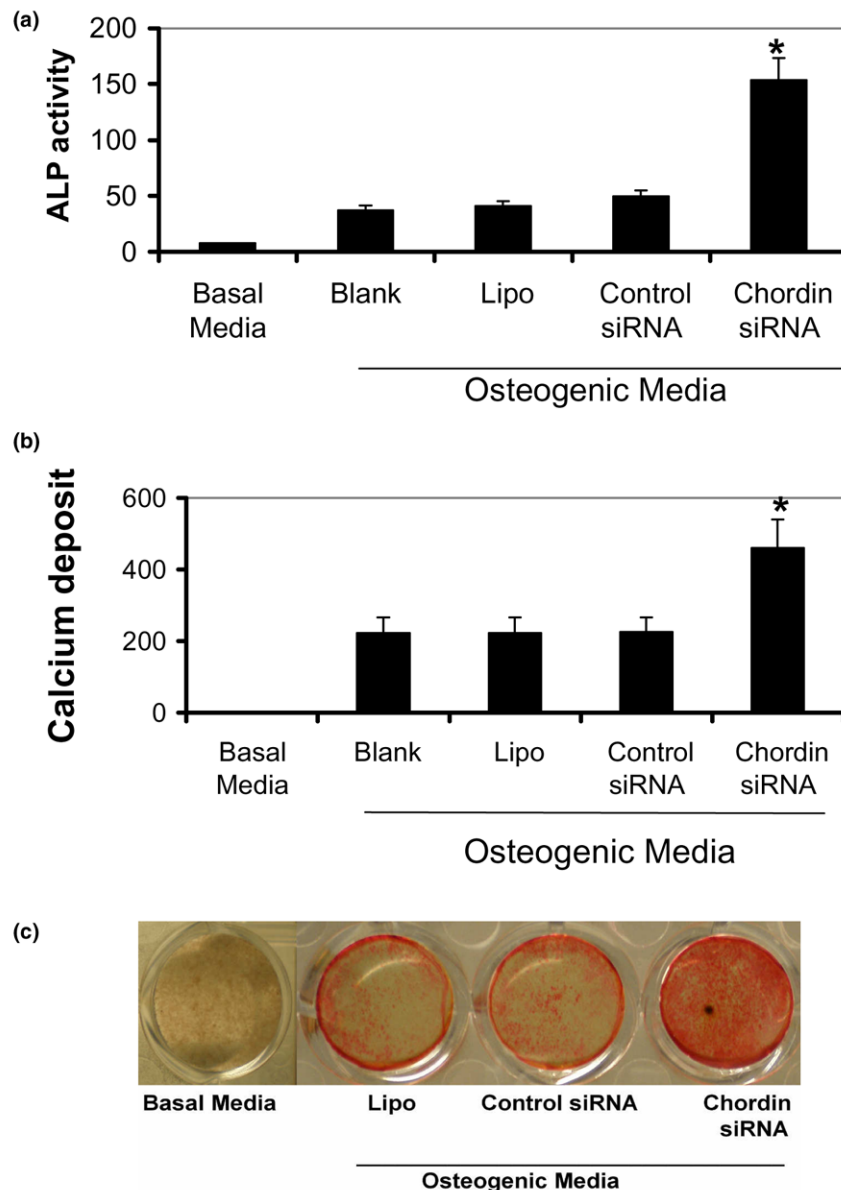 (a)
ALP activity
200
150
100
50
0
*
Basal Media
Blank
Lipo
Control siRNA
Chordin siRNA
Osteogenic Media
(b)
Calcium deposit
600
400
200
0
*
Basal Media
Blank
Lipo
Control siRNA
Chordin siRNA
Osteogenic Media
(c)
Basal Media
Lipo
Control siRNA
Chordin siRNA
Osteogenic Media